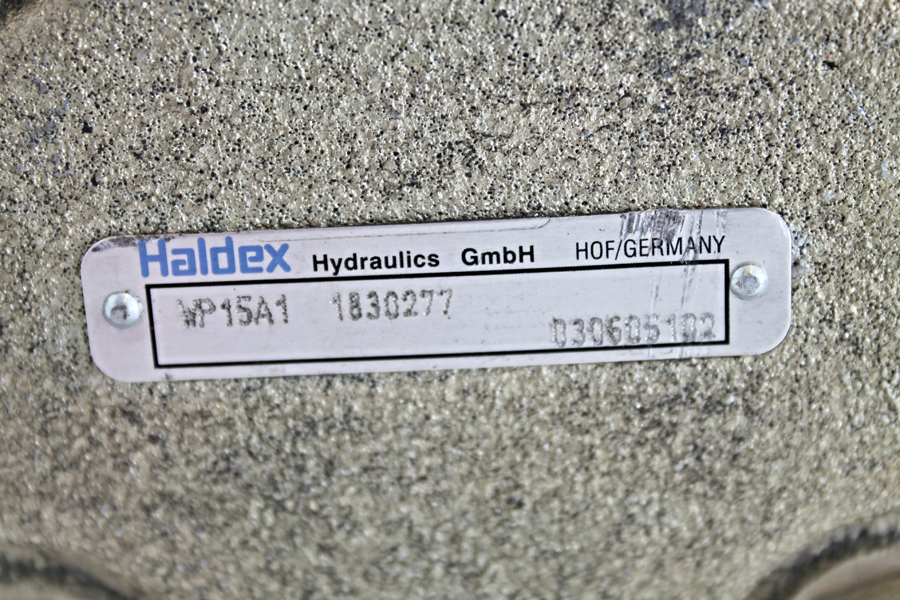 Haldex Hydraulics GmbH HOF/GERMANY
WP15A1 1830277
030605102